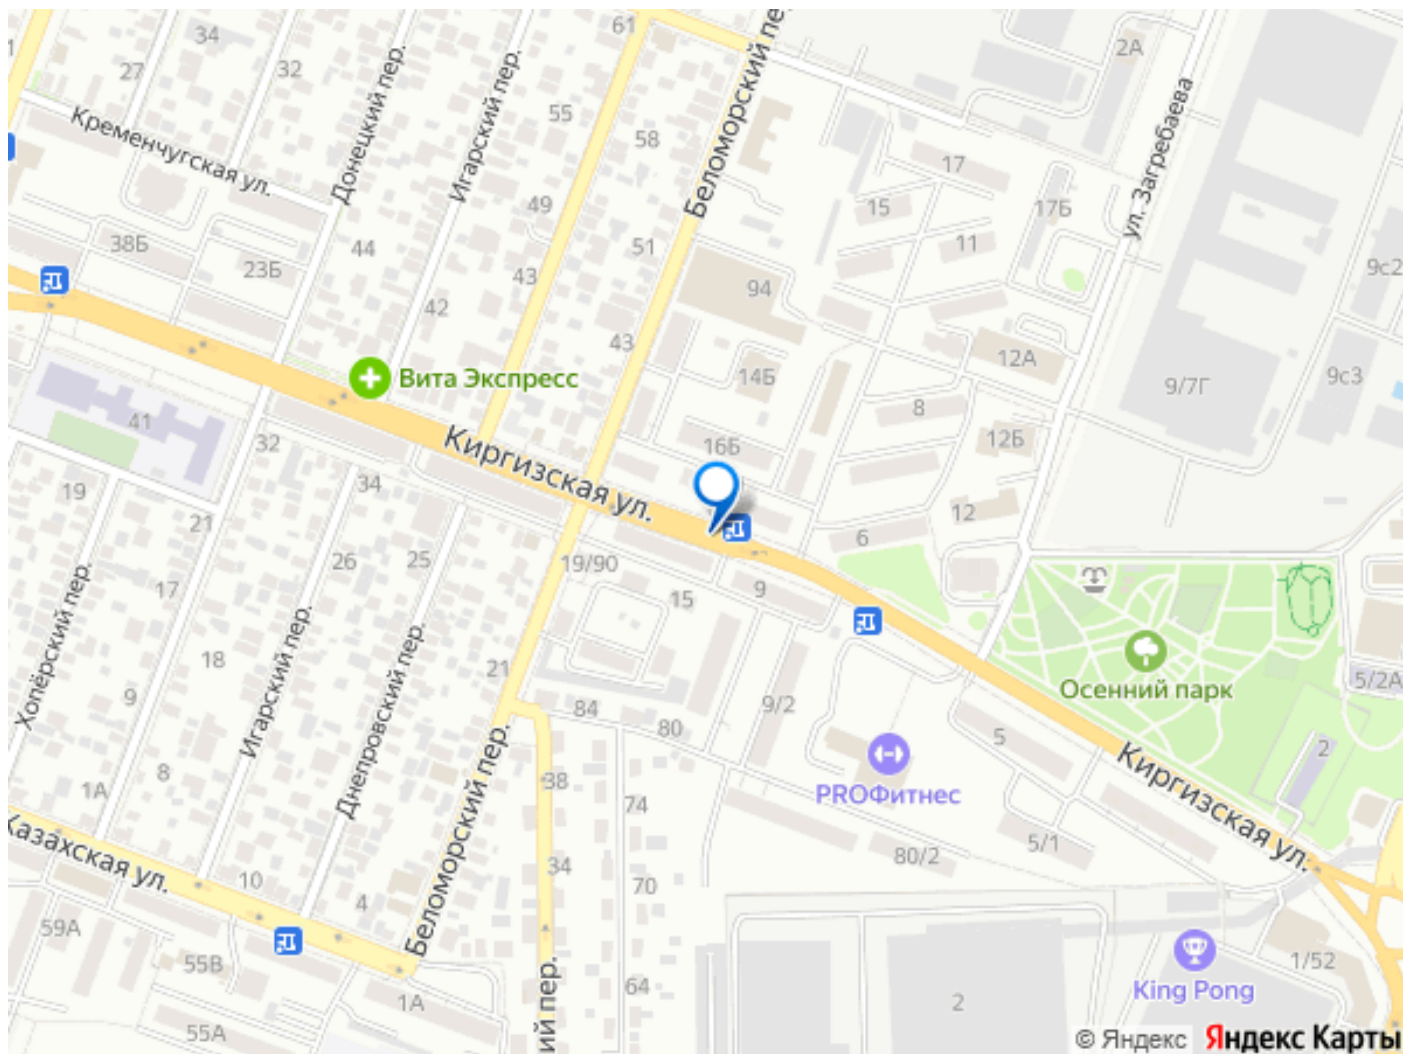 61
34
2А
32
27
55
Беломорский пе
Донецкий пер.
Игарский пер.
ул. Загребаева
Кременчугская ул.
58
17
49
15
17Б
38Б
44
51
11
23Б
43
94
9с2
42
43
12А
Вита Экспресс
14Б
9/7Г
9с3
41
8
32
Киргизская ул.
16Б
12Б
19
34
21
12
6
26
25
19/90
17
15
9
Хопёрский пер.
Игарский пер.
Днепровский пер.
18
21
9
Осенний парк
5/2А
84
80
9/2
5
2
8
1А
38
74
PROФитнес
Киргизская ул.
Казахская ул.
Беломорский пер.
5/1
80/2
34
10
4
70
59А
55В
64
1/52
1А
ий пер.
2
King Pong
55А
© Яндекс Яндекс Карты